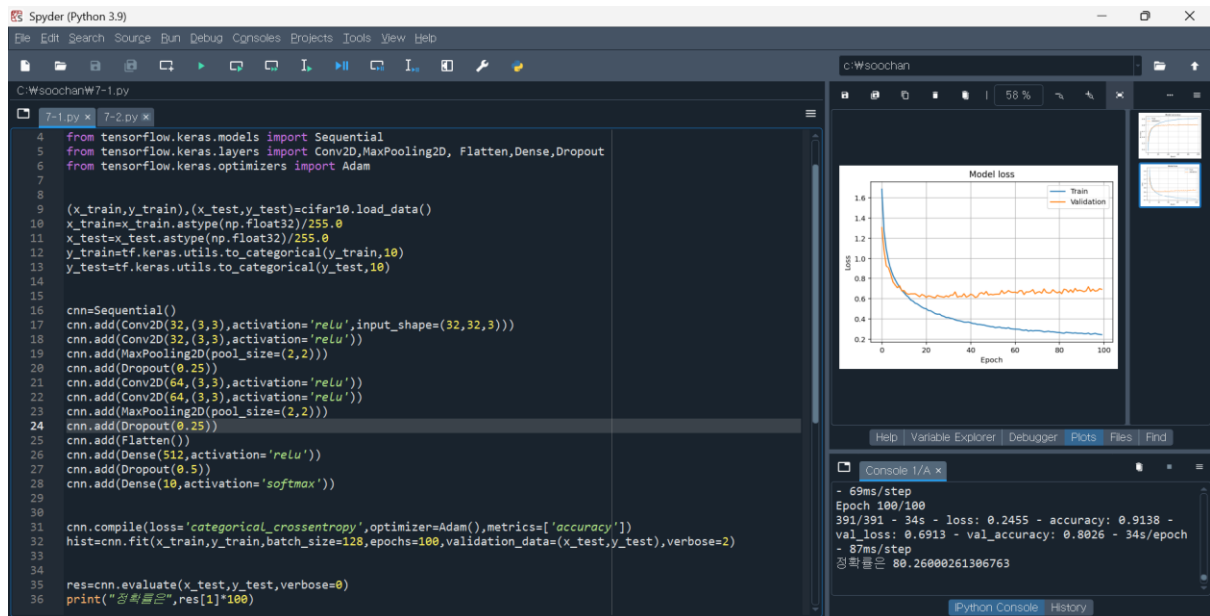 Spyder (Python 3.9)
File Edit Search Source Run Debug Consoles Projects Tools View Help
c:₩soochan
C:₩soochan₩7-1.py
58 %
7-1.py × 7-2.py ×
4 from tensorflow.keras.models import Sequential
5 from tensorflow.keras.layers import Conv2D,MaxPooling2D, Flatten,Dense,Dropout
6 from tensorflow.keras.optimizers import Adam
7
8
9 (x_train,y_train),(x_test,y_test)=cifar10.load_data()
10 x_train=x_train.astype(np.float32)/255.0
11 x_test=x_test.astype(np.float32)/255.0
12 y_train=tf.keras.utils.to_categorical(y_train,10)
13 y_test=tf.keras.utils.to_categorical(y_test,10)
14
15
16 cnn=Sequential()
17 cnn.add(Conv2D(32,(3,3),activation='relu',input_shape=(32,32,3)))
18 cnn.add(Conv2D(32,(3,3),activation='relu'))
19 cnn.add(MaxPooling2D(pool_size=(2,2)))
20 cnn.add(Dropout(0.25))
21 cnn.add(Conv2D(64,(3,3),activation='relu'))
22 cnn.add(Conv2D(64,(3,3),activation='relu'))
23 cnn.add(MaxPooling2D(pool_size=(2,2)))
24 cnn.add(Dropout(0.25))
25 cnn.add(Flatten())
26 cnn.add(Dense(512,activation='relu'))
27 cnn.add(Dropout(0.5))
28 cnn.add(Dense(10,activation='softmax'))
29
30
31 cnn.compile(loss='categorical_crossentropy',optimizer=Adam(),metrics=['accuracy'])
32 hist=cnn.fit(x_train,y_train,batch_size=128,epochs=100,validation_data=(x_test,y_test),verbose=2)
33
34
35 res=cnn.evaluate(x_test,y_test,verbose=0)
36 print("정확률은",res[1]*100)
Model loss
Train
Validation
1.6
1.4
1.2
1.0
0.8
0.6
0.4
0.2
Loss
0 20 40 60 80 100
Epoch
Help Variable Explorer Debugger Plots Files Find
Console 1/A ×
- 69ms/step
Epoch 100/100
391/391 - 34s - loss: 0.2455 - accuracy: 0.9138 -
val_loss: 0.6913 - val_accuracy: 0.8026 - 34s/epoch
- 87ms/step
정확률은 80.26000261306763
IPython Console History